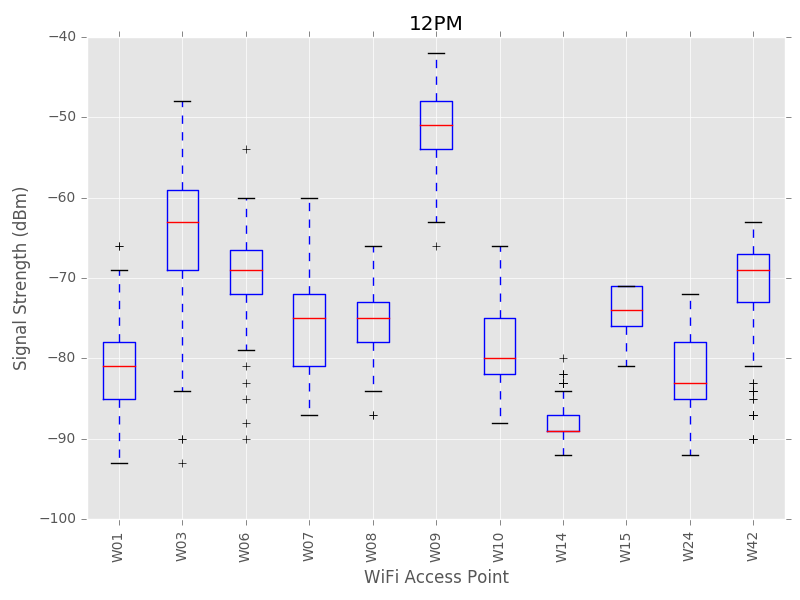 12PM
−40
−50
−60
−70
−80
−90
−100
Signal Strength (dBm)
W01
W03
W06
W07
W08
W09
W10
W14
W15
W24
W42
WiFi Access Point